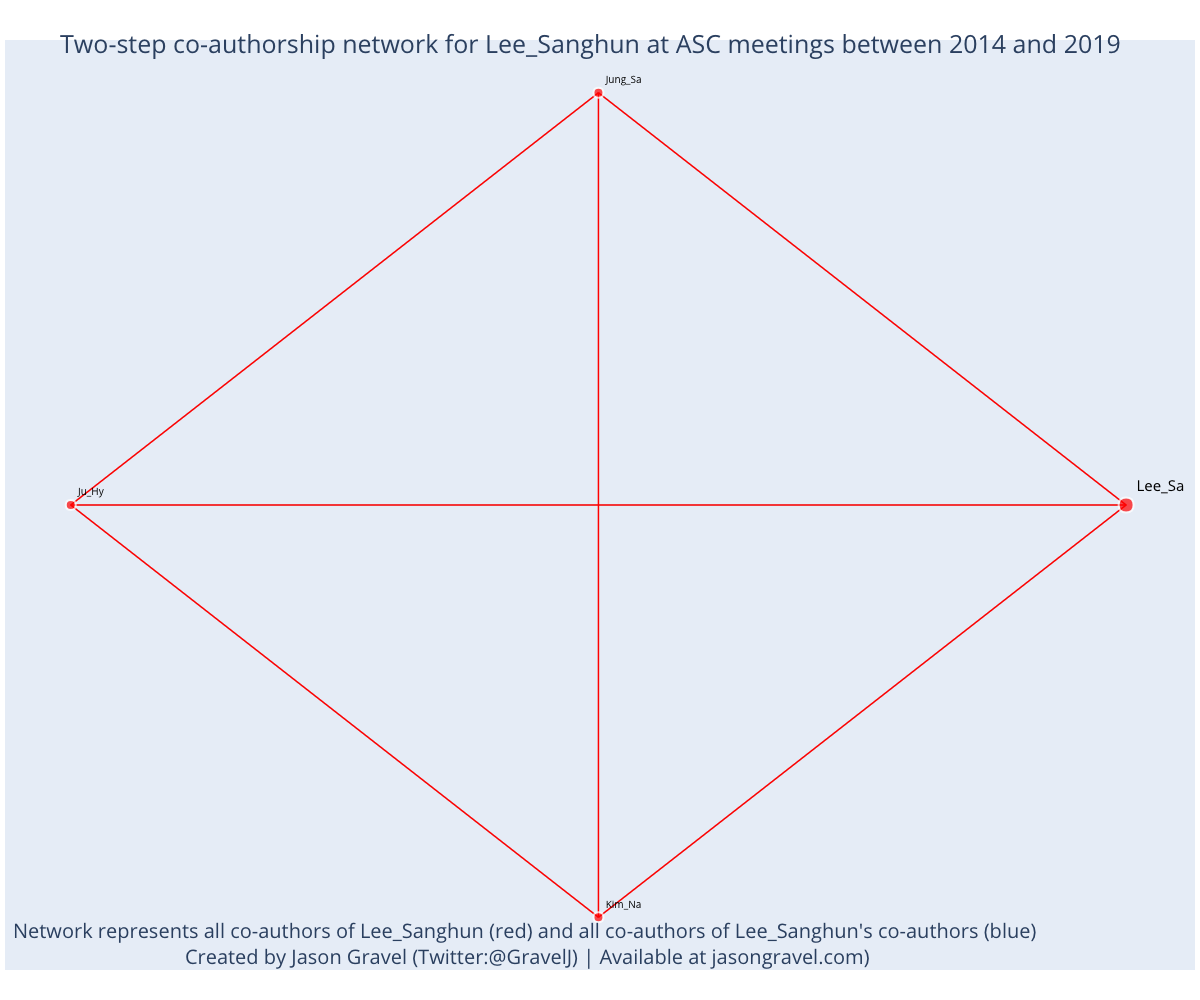 Two-step co-authorship network for Lee_Sanghun at ASC meetings between 2014 and 2019
Jung_Sa
Ju_Hy
Lee_Sa
Kim_Na
Network represents all co-authors of Lee_Sanghun (red) and all co-authors of Lee_Sanghun's co-authors (blue)
Created by Jason Gravel (Twitter:@GravelJ) | Available at jasongravel.com)